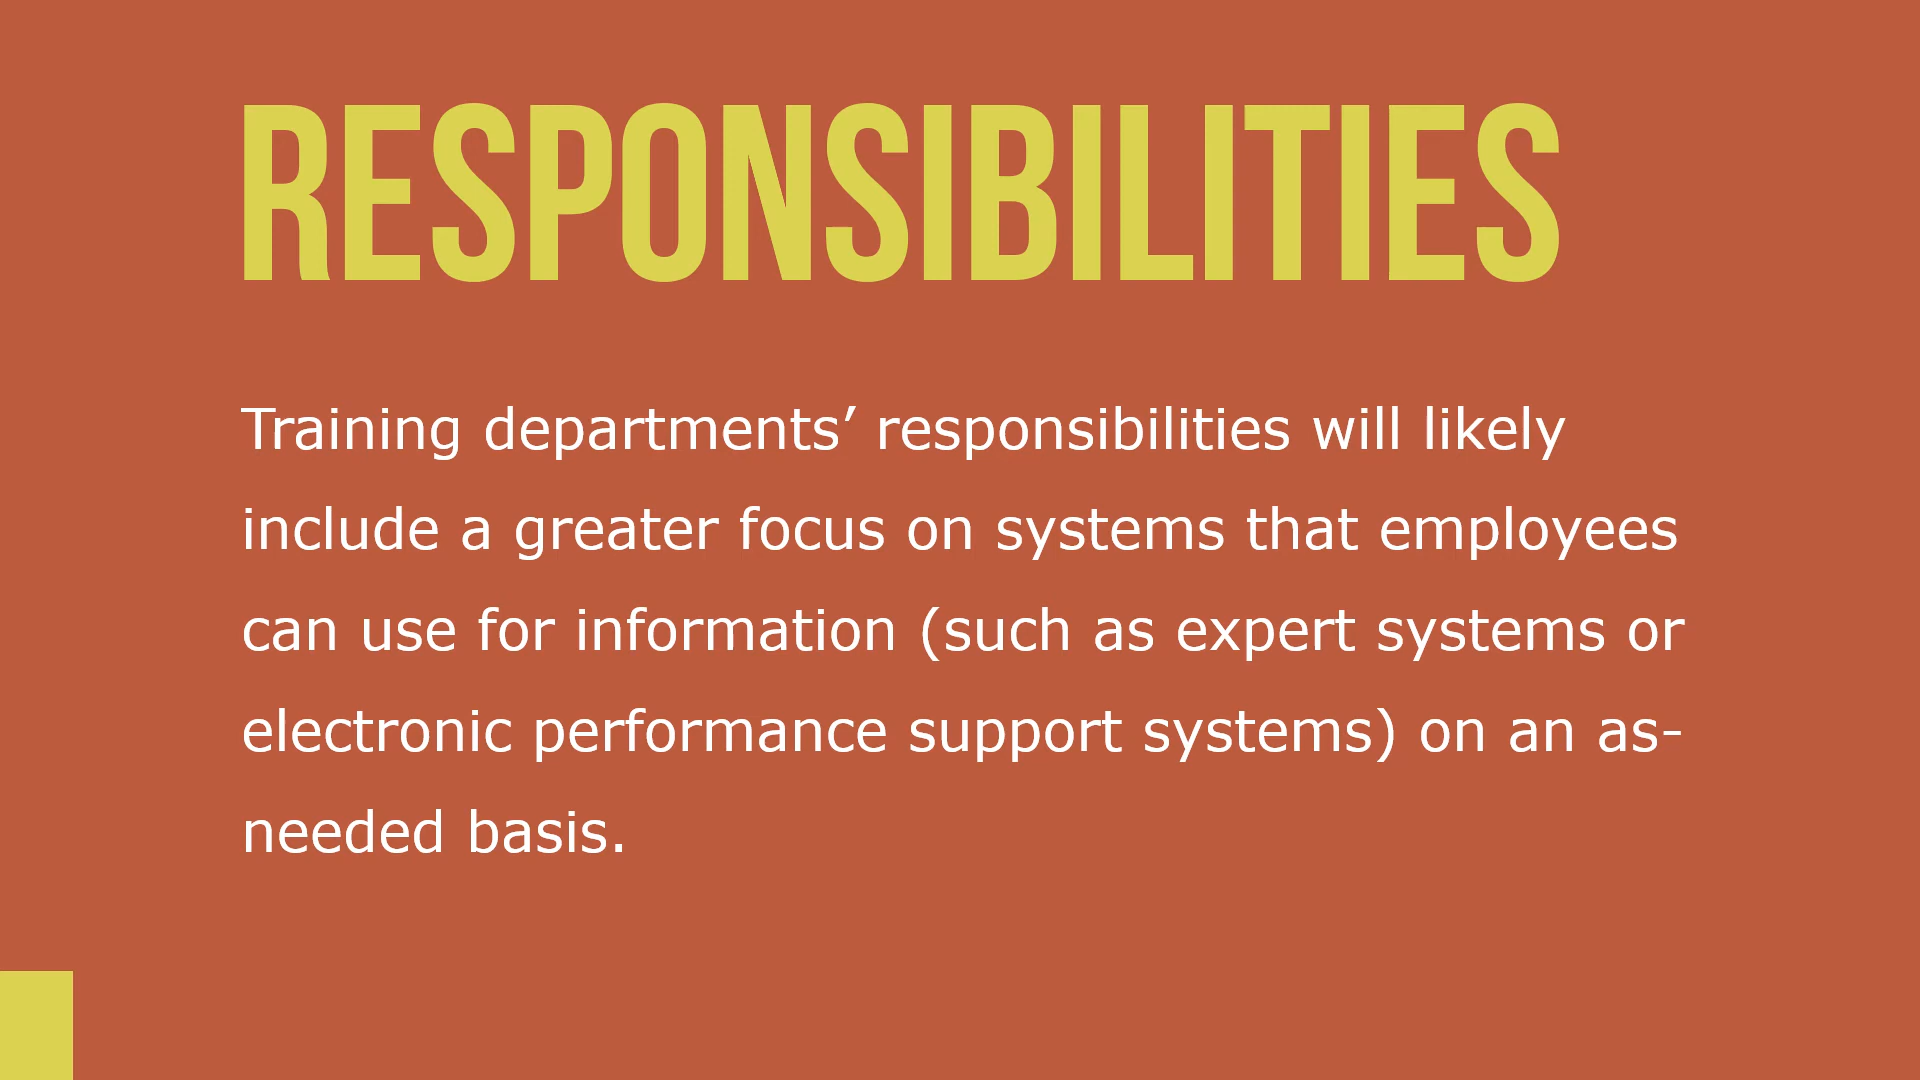 RESPONSIBILITIES
Training departments’ responsibilities will likely
include a greater focus on systems that employees
can use for information (such as expert systems or
electronic performance support systems) on an as-
needed basis.